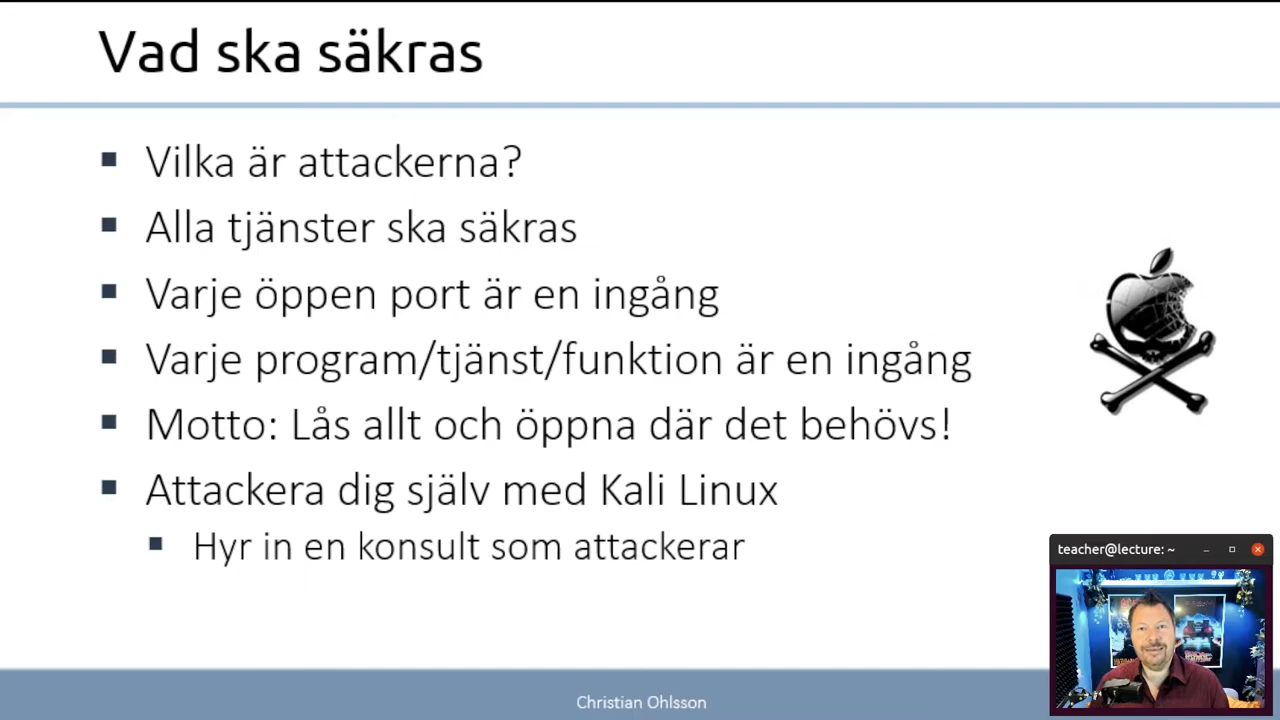 Vad ska säkras
Vilka är attackerna?
Alla tjänster ska säkras
Varje öppen port är en ingång
Varje program/tjänst/funktion är en ingång
Motto: Lås allt och öppna där det behövs!
Attackera dig själv med Kali Linux
Hyr in en konsult som attackerar
teacher@lecture: ~
Christian Ohlsson